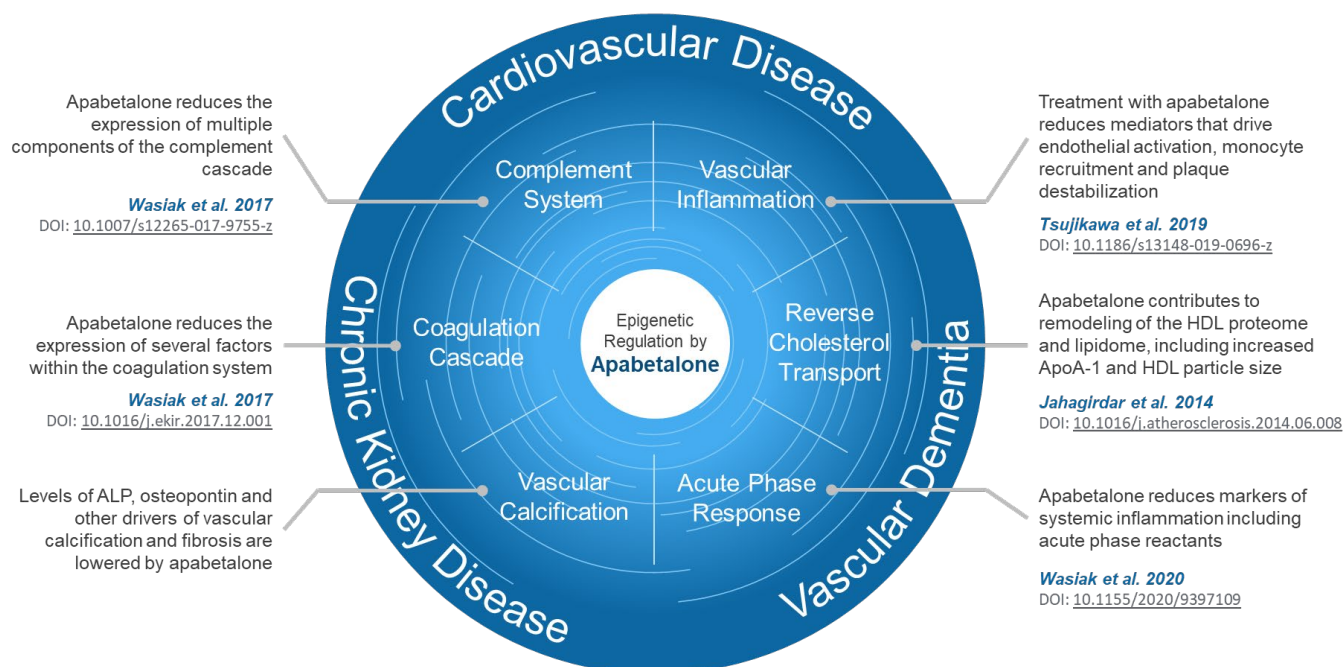 Cardiovascular Disease
Chronic Kidney Disease
Vascular Dementia
Apabetalone reduces the
expression of multiple
components of the complement
cascade
Wasiak et al. 2017
DOI: 10.1007/s12265-017-9755-z
Apabetalone reduces the
expression of several factors
within the coagulation system
Wasiak et al. 2017
DOI: 10.1016/j.ekir.2017.12.001
Levels of ALP, osteopontin and
other drivers of vascular
calcification and fibrosis are
lowered by apabetalone
Complement
System
Vascular
Inflammation
Coagulation
Cascade
Epigenetic
Regulation by
Apabetalone
Reverse
Cholesterol
Transport
Vascular
Calcification
Acute Phase
Response
Treatment with apabetalone
reduces mediators that drive
endothelial activation, monocyte
recruitment and plaque
destabilization
Tsujikawa et al. 2019
DOI: 10.1186/s13148-019-0696-z
Apabetalone contributes to
remodeling of the HDL proteome
and lipidome, including increased
ApoA-1 and HDL particle size
Jahagirdar et al. 2014
DOI: 10.1016/j.atherosclerosis.2014.06.008
Apabetalone reduces markers of
systemic inflammation including
acute phase reactants
Wasiak et al. 2020
DOI: 10.1155/2020/9397109